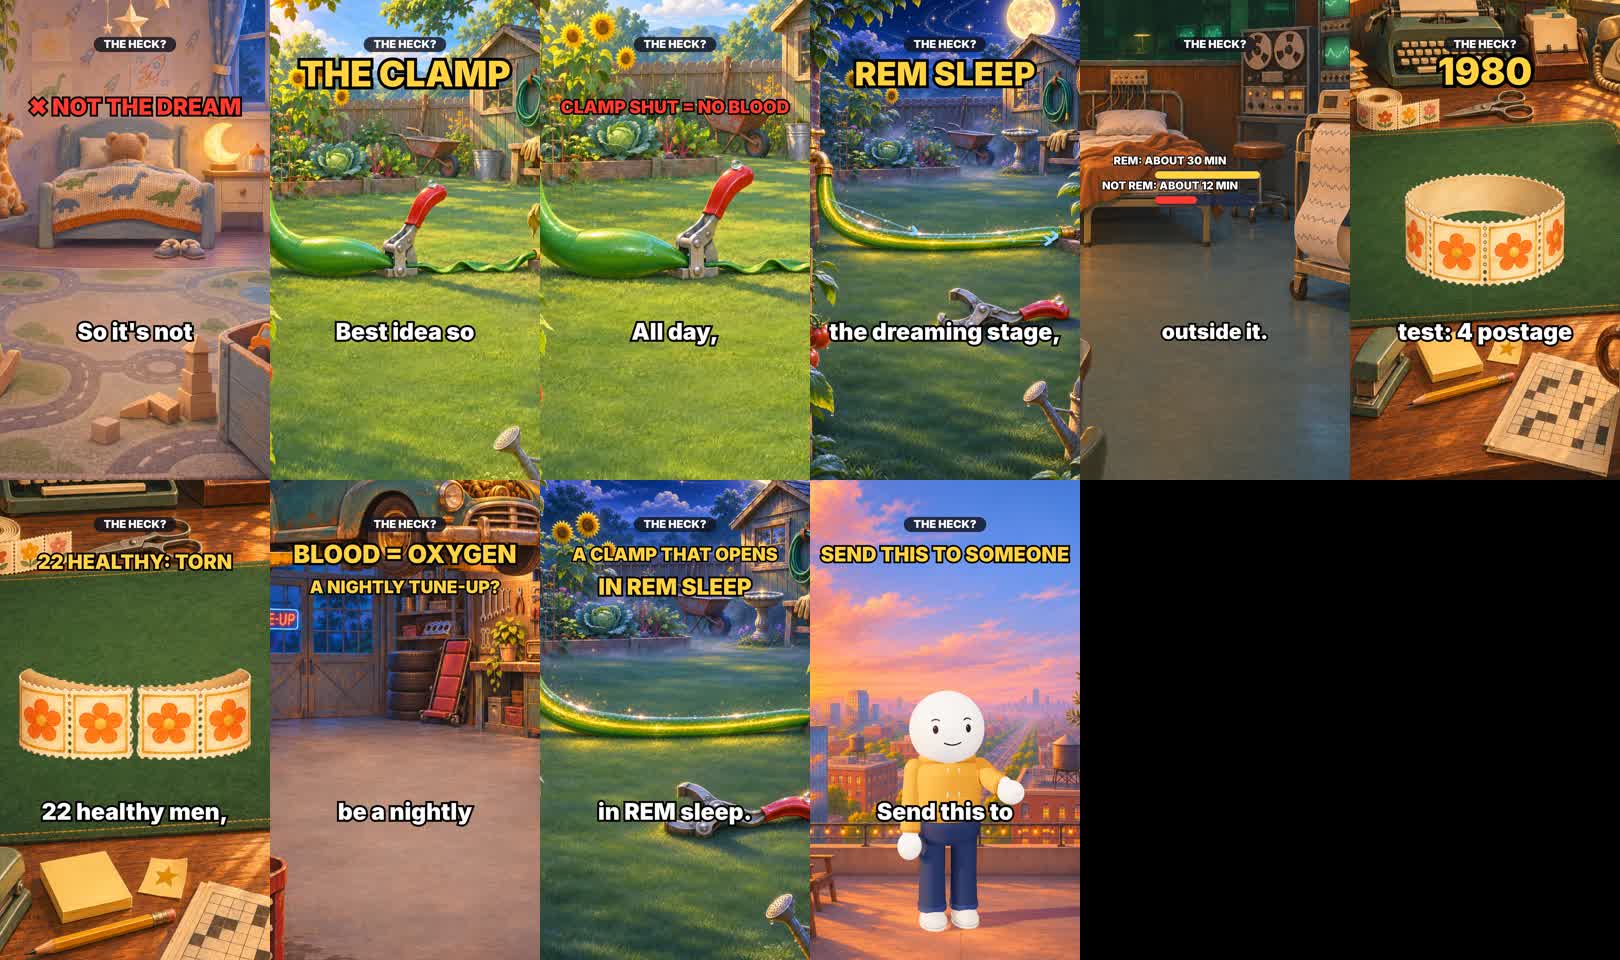 THE HECK?
✖ NOT THE DREAM
So it's not
THE HECK?
THE CLAMP
Best idea so
THE HECK?
CLAMP SHUT = NO BLOOD
All day,
THE HECK?
REM SLEEP
the dreaming stage,
THE HECK?
REM: ABOUT 30 MIN
NOT REM: ABOUT 12 MIN
outside it.
THE HECK?
1980
test: 4 postage
THE HECK?
22 HEALTHY: TORN
22 healthy men,
THE HECK?
BLOOD = OXYGEN
A NIGHTLY TUNE-UP?
E-UP
be a nightly
THE HECK?
A CLAMP THAT OPENS
IN REM SLEEP
in REM sleep.
THE HECK?
SEND THIS TO SOMEONE
Send this to